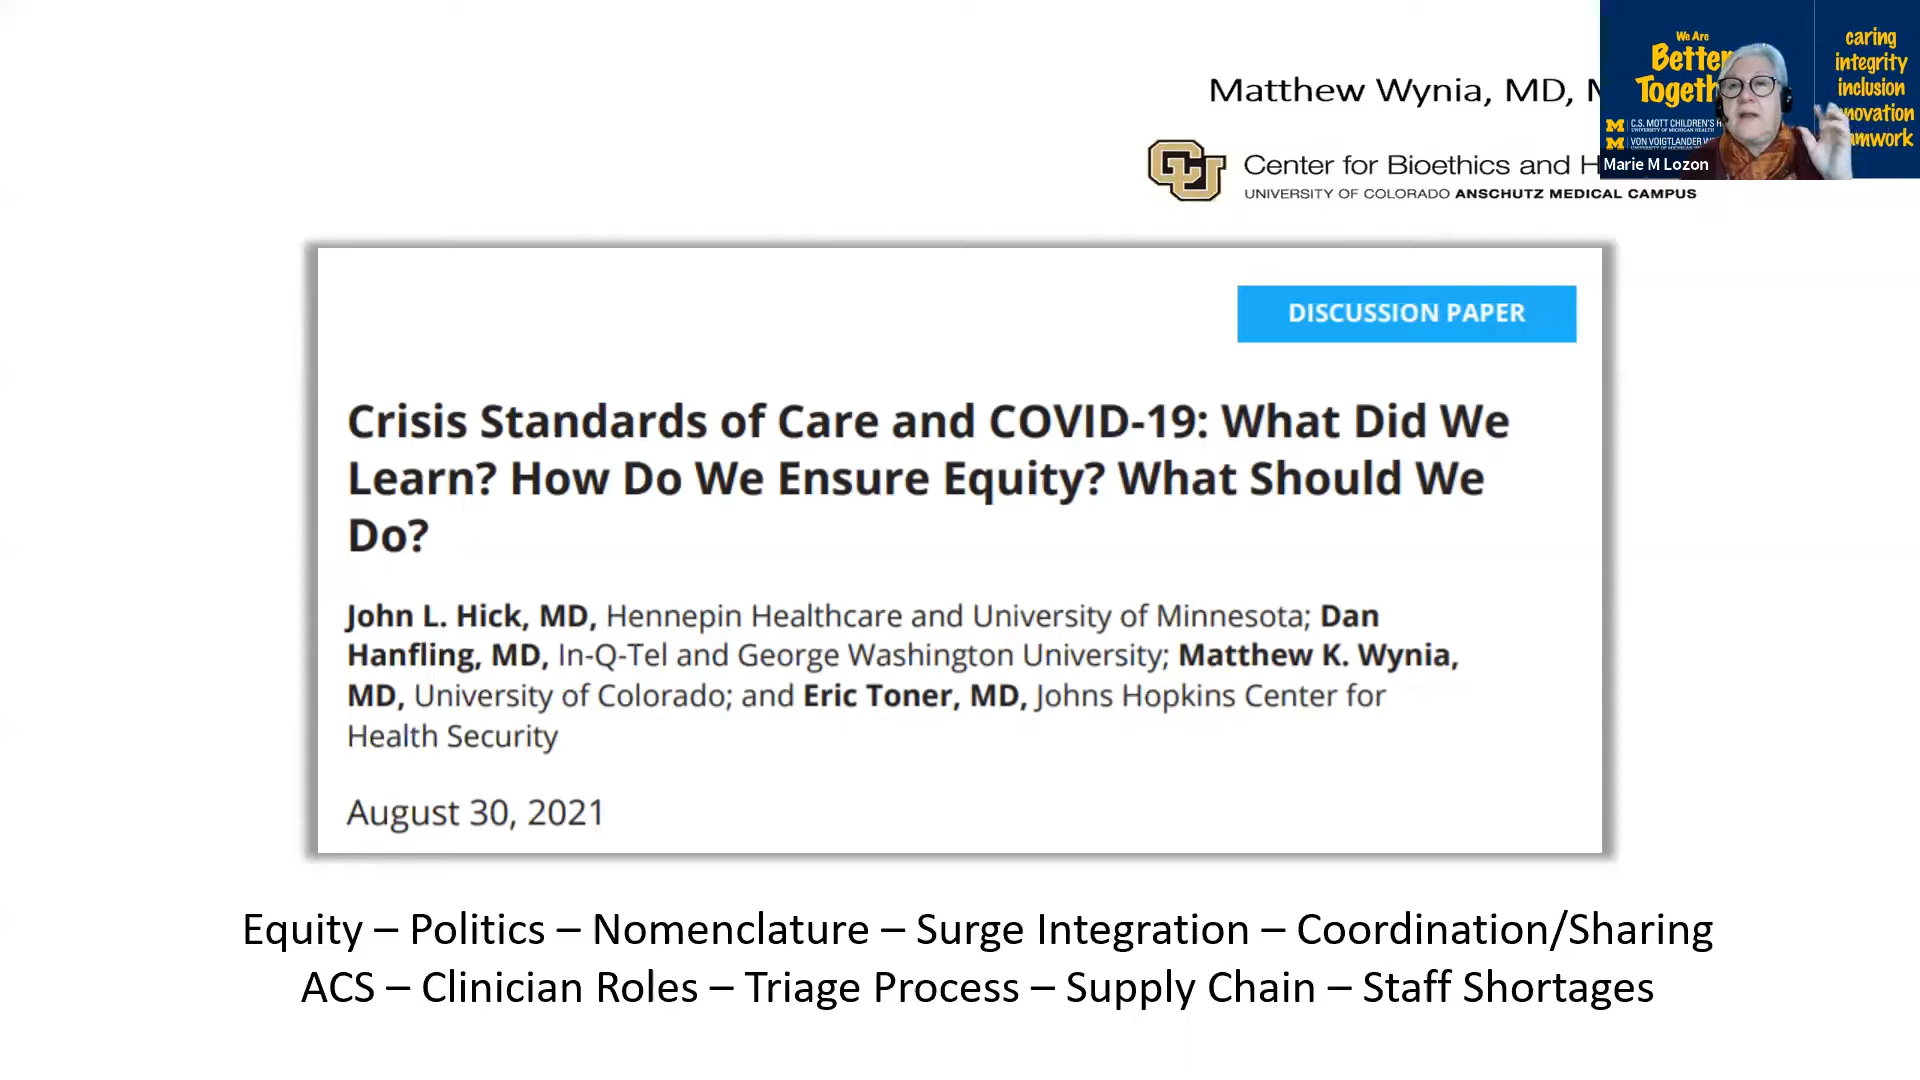 Matthew Wynia, MD,
Center for Bioethics and
UNIVERSITY OF COLORADO ANSCHUTZ MEDICAL CAMPUS
We Are
Better
Together
C.S. MOTT CHILDREN'S
UNIVERSITY OF MICHIGAN HEALTH
VON VOIGTLANDER
caring
integrity
inclusion
Marie M Lozon
DISCUSSION PAPER
Crisis Standards of Care and COVID-19: What Did We
Learn? How Do We Ensure Equity? What Should We
Do?
John L. Hick, MD, Hennepin Healthcare and University of Minnesota; Dan
Hanfling, MD, In-Q-Tel and George Washington University; Matthew K. Wynia,
MD, University of Colorado; and Eric Toner, MD, Johns Hopkins Center for
Health Security
August 30, 2021
Equity – Politics – Nomenclature – Surge Integration – Coordination/Sharing
ACS – Clinician Roles – Triage Process – Supply Chain – Staff Shortages